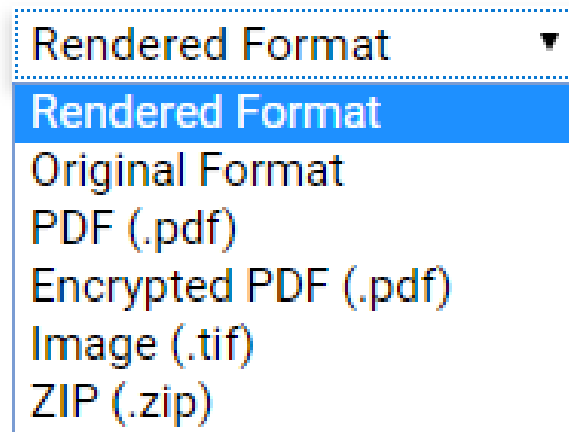 Rendered Format
Rendered Format
Original Format
PDF (.pdf)
Encrypted PDF (.pdf)
Image (.tif)
ZIP (.zip)